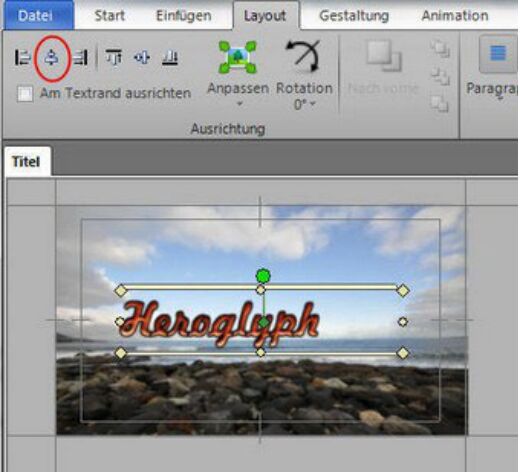 Datei Start Einfügen Layout Gestaltung Animation
Am Textrand ausrichten Anpassen Rotation Nach vorne Paragra
0°
Ausrichtung
Titel
Heroglyph